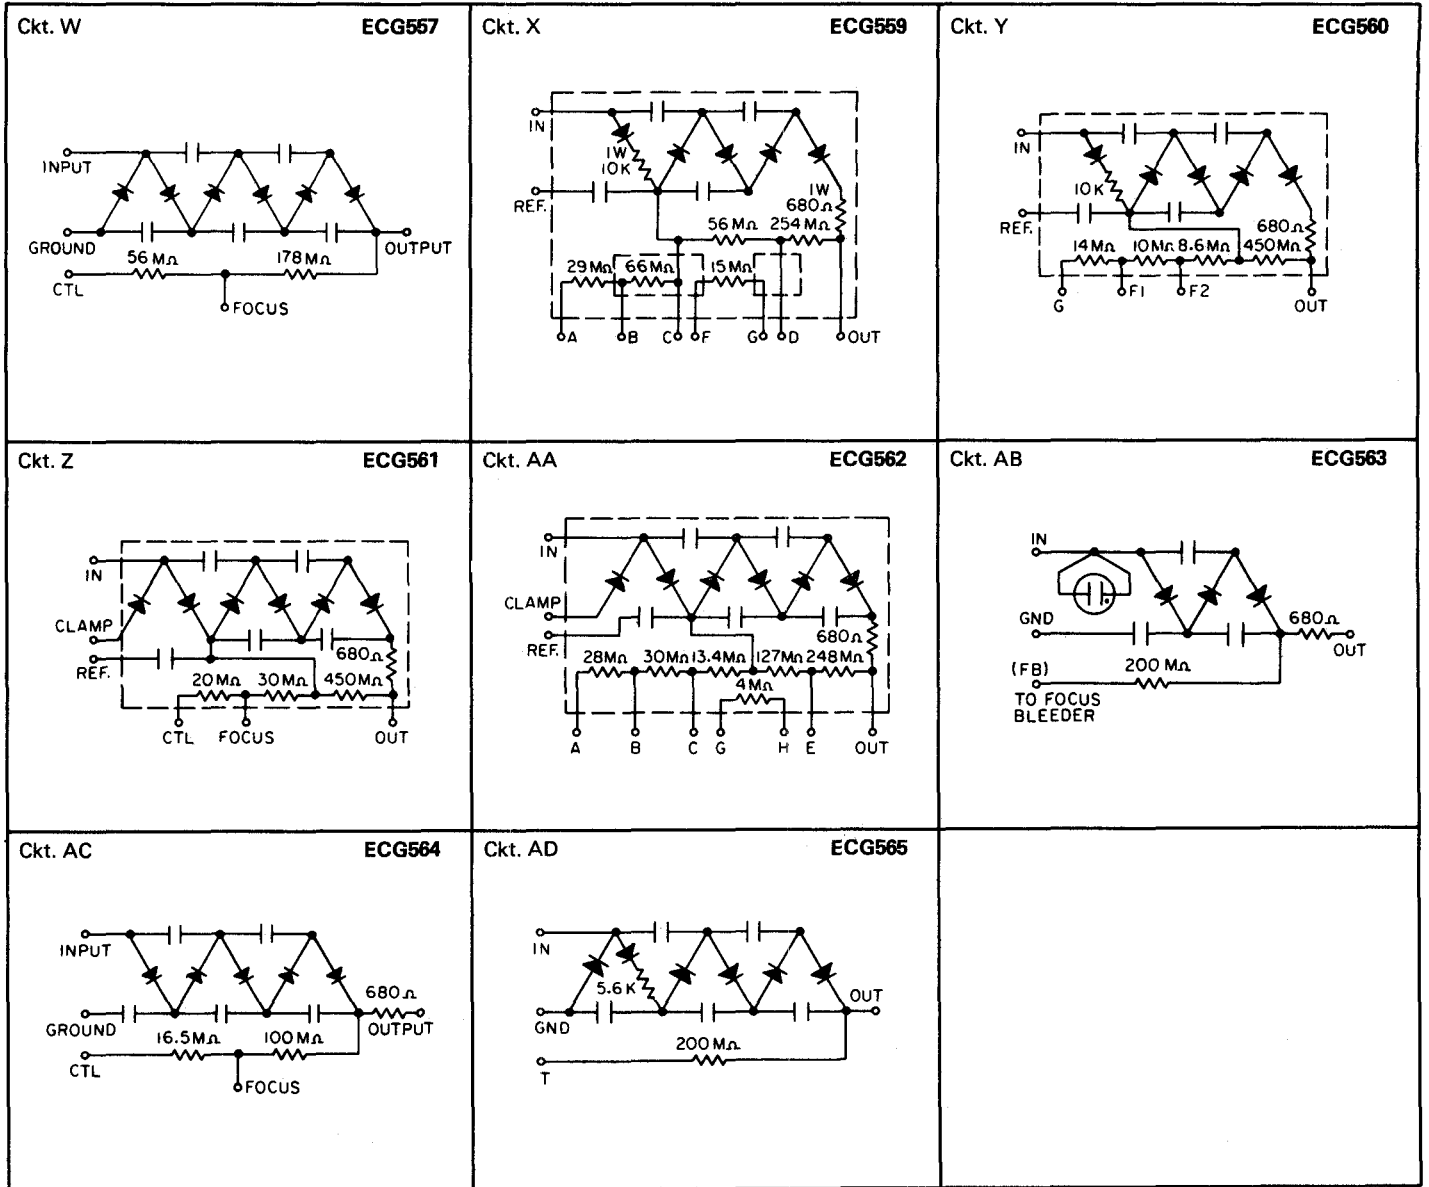 Ckt. W ECG557
INPUT
GROUND
OUTPUT
56 MΩ 178 MΩ
CTL
FOCUS
Ckt. X ECG559
IN
1W
10K
REF.
1W
680Ω
56 MΩ 254 MΩ
29 MΩ 66 MΩ 15 MΩ
A B C F G D OUT
Ckt. Y ECG560
IN
10K
REF.
680Ω
14 MΩ 10 MΩ 8.6 MΩ 450 MΩ
G F1 F2 OUT
Ckt. Z ECG561
IN
CLAMP
REF.
680Ω
20 MΩ 30 MΩ 450 MΩ
CTL FOCUS OUT
Ckt. AA ECG562
IN
CLAMP
REF.
680Ω
28 MΩ 30 MΩ 13.4 MΩ 127 MΩ 248 MΩ
4 MΩ
A B C G H E OUT
Ckt. AB ECG563
IN
GND
680Ω
OUT
(FB)
200 MΩ
TO FOCUS
BLEEDER
Ckt. AC ECG564
INPUT
GROUND
680Ω
OUTPUT
16.5 MΩ 100 MΩ
CTL
FOCUS
Ckt. AD ECG565
IN
5.6 K
GND
OUT
200 MΩ
T